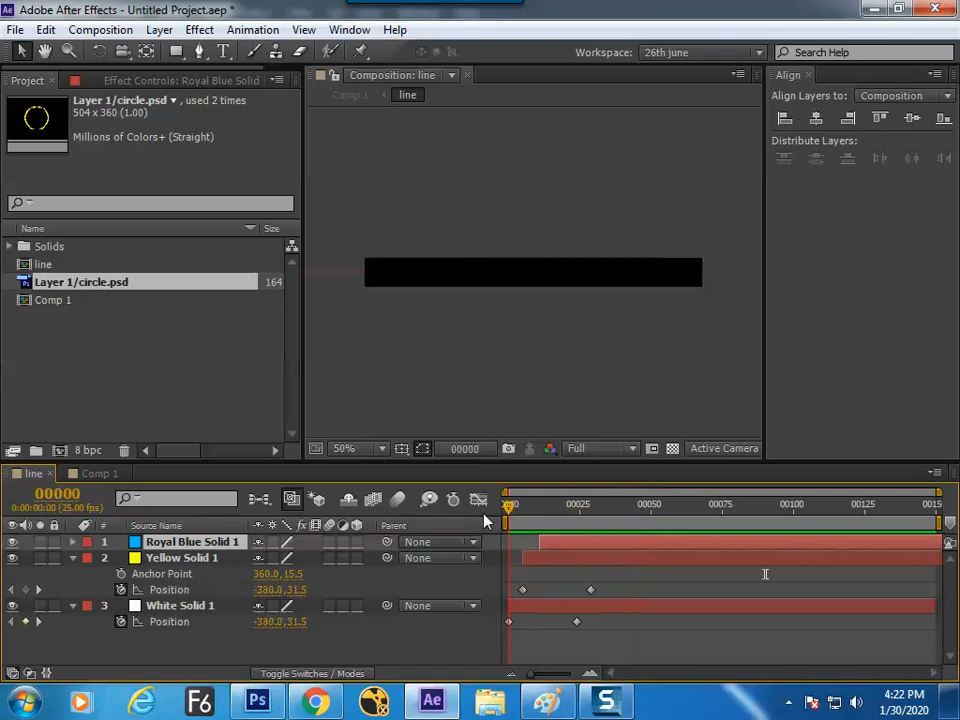 Ae Adobe After Effects - Untitled Project.aep *
File Edit Composition Layer Effect Animation View Window Help
Workspace: 26th june Search Help
Project × Effect Controls: Royal Blue Solid
Composition: line ×
Align ×
Comp 1 line
Layer 1/circle.psd ▾ , used 2 times
504 x 360 (1.00)
Millions of Colors+ (Straight)
Align Layers to: Composition
Distribute Layers:
Name Size
Solids
line
Layer 1/circle.psd 164
Comp 1
8 bpc
50% 00000 Full Active Camera
line × Comp 1
00000
0:00:00:00 (25.00 fps)
00025 00050 00075 00100 00125 0015
# Source Name Parent
1 Royal Blue Solid 1 None
2 Yellow Solid 1 None
Anchor Point 360.0,15.5
Position -380.0,31.5
3 White Solid 1 None
Position -380.0,31.5
Toggle Switches / Modes
F6 Ps Ae S
4:22 PM
1/30/2020